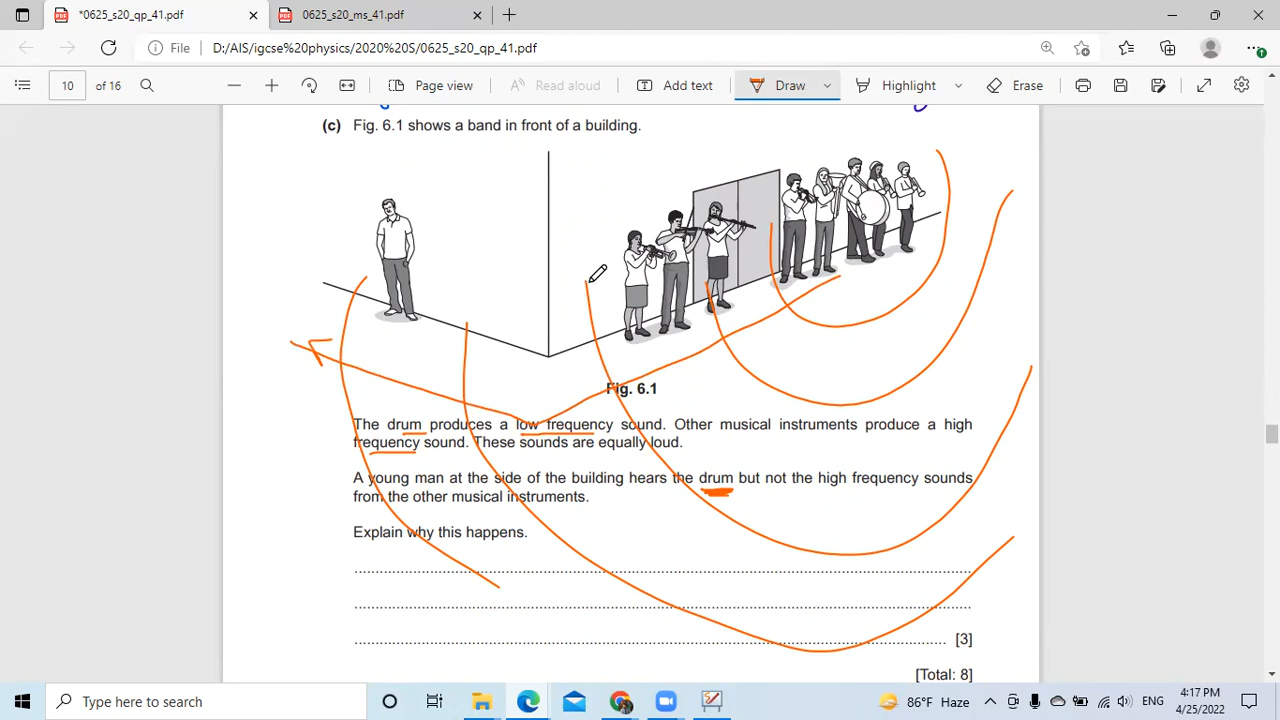 *0625_s20_qp_41.pdf
0625_s20_ms_41.pdf
File
D:/AIS/igcse%20physics/2020%20S/0625_s20_qp_41.pdf
10 of 16
Page view
Read aloud
Add text
Draw
Highlight
Erase
(c) Fig. 6.1 shows a band in front of a building.
Fig. 6.1
The drum produces a low frequency sound. Other musical instruments produce a high
frequency sound. These sounds are equally loud.
A young man at the side of the building hears the drum but not the high frequency sounds
from the other musical instruments.
Explain why this happens.
[3]
[Total: 8]
Type here to search
86°F Haze
ENG
4:17 PM
4/25/2022